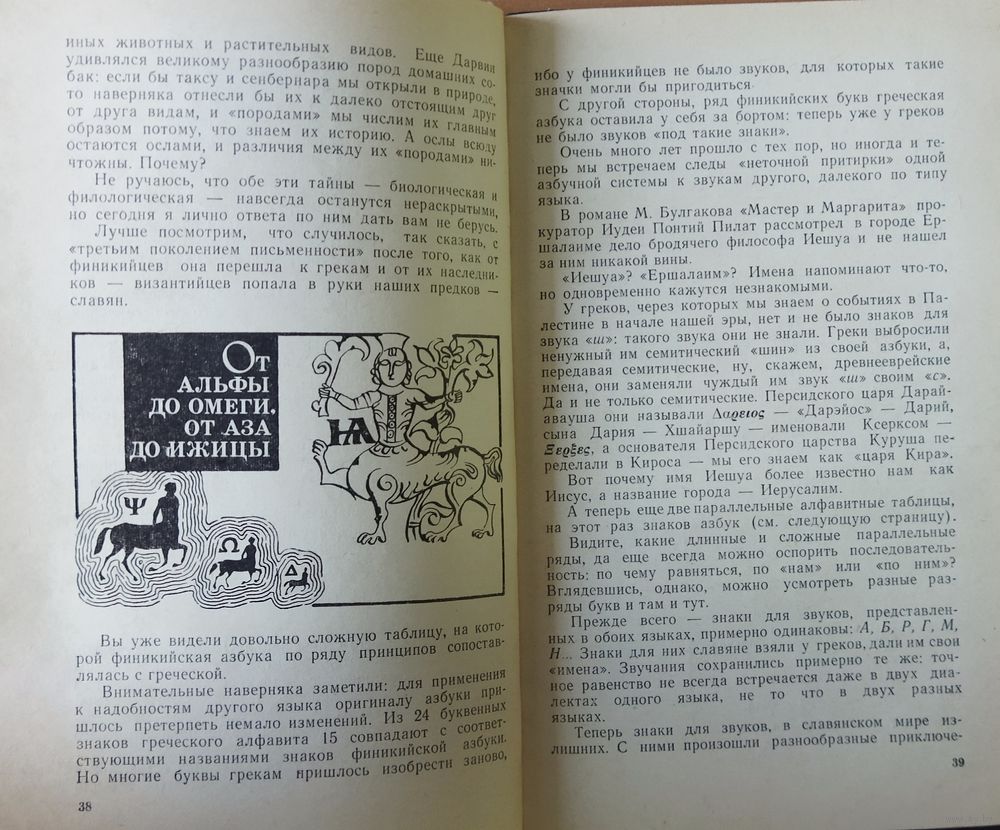 иных животных и растительных видов. Еще Дарвин
удивлялся великому разнообразию пород домашних со-
бак: если бы таксу и сенбернара мы открыли в природе,
то наверняка отнесли бы их к далеко отстоящим друг
от друга видам, и «породами» мы числим их главным
образом потому, что знаем их историю. А ослы всюду
остаются ослами, и различия между их «породами» ни-
чтожны. Почему?
Не ручаюсь, что обе эти тайны — биологическая и
филологическая — навсегда останутся нераскрытыми,
но сегодня я лично ответа по ним дать вам не берусь.
Лучше посмотрим, что случилось, так сказать, с
«третьим поколением письменности» после того, как от
финикийцев она перешла к грекам и от их наследни-
ков — византийцев попала в руки наших предков —
славян.
От
АЛЬФЫ
ДО ОМЕГИ,
ОТ АЗА
ДО ИЖИЦЫ
Ψ
Ω
Δ
Вы уже видели довольно сложную таблицу, на кото-
рой финикийская азбука по ряду принципов сопостав-
лялась с греческой.
Внимательные наверняка заметили: для применения
к надобностям другого языка оригиналу азбуки при-
шлось претерпеть немало изменений. Из 24 буквенных
знаков греческого алфавита 15 совпадают с соответ-
ствующими названиями знаков финикийской азбуки.
Но многие буквы грекам пришлось изобрести заново,
38
ибо у финикийцев не было звуков, для которых такие
значки могли бы пригодиться.
С другой стороны, ряд финикийских букв греческая
азбука оставила у себя за бортом: теперь уже у греков
не было звуков «под такие знаки».
Очень много лет прошло с тех пор, но иногда и те-
перь мы встречаем следы «неточной притирки» одной
азбучной системы к звукам другого, далекого по типу
языка.
В романе М. Булгакова «Мастер и Маргарита» про-
куратор Иудеи Понтий Пилат рассмотрел в городе Ер-
шалаиме дело бродячего философа Иешуа и не нашел
за ним никакой вины.
«Иешуа»? «Ершалаим»? Имена напоминают что-то,
но одновременно кажутся незнакомыми.
У греков, через которых мы знаем о событиях в Па-
лестине в начале нашей эры, нет и не было знаков для
звука «ш»: такого звука они не знали. Греки выбросили
ненужный им семитический «шин» из своей азбуки, а,
передавая семитические, ну, скажем, древнееврейские
имена, они заменяли чуждый им звук «ш» своим «с».
Да и не только семитические. Персидского царя Дарай-
авауша они называли Δαρειος — «Дарэйос» — Дарий,
сына Дария — Хшайаршу — именовали Ксерксом —
Ξερξες, а основателя Персидского царства Куруша пе-
ределали в Кироса — мы его знаем как «царя Кира».
Вот почему имя Иешуа более известно нам как
Иисус, а название города — Иерусалим.
А теперь еще две параллельные алфавитные таблицы,
на этот раз знаков азбук (см. следующую страницу).
Видите, какие длинные и сложные параллельные
ряды, да еще всегда можно оспорить последователь-
ность: по чему равняться, по «нам» или «по ним»?
Вглядевшись, однако, можно усмотреть разные раз-
ряды букв и там и тут.
Прежде всего — знаки для звуков, представлен-
ных в обоих языках, примерно одинаковы: А, Б, Р, Г, М,
Н... Знаки для них славяне взяли у греков, дали им свои
«имена». Звучания сохранились примерно те же: точ-
ное равенство не всегда встречается даже в двух диа-
лектах одного языка, не то что в двух разных
языках.
Теперь знаки для звуков, в славянском мире из-
лишних. С ними произошли разнообразные приключе-
39